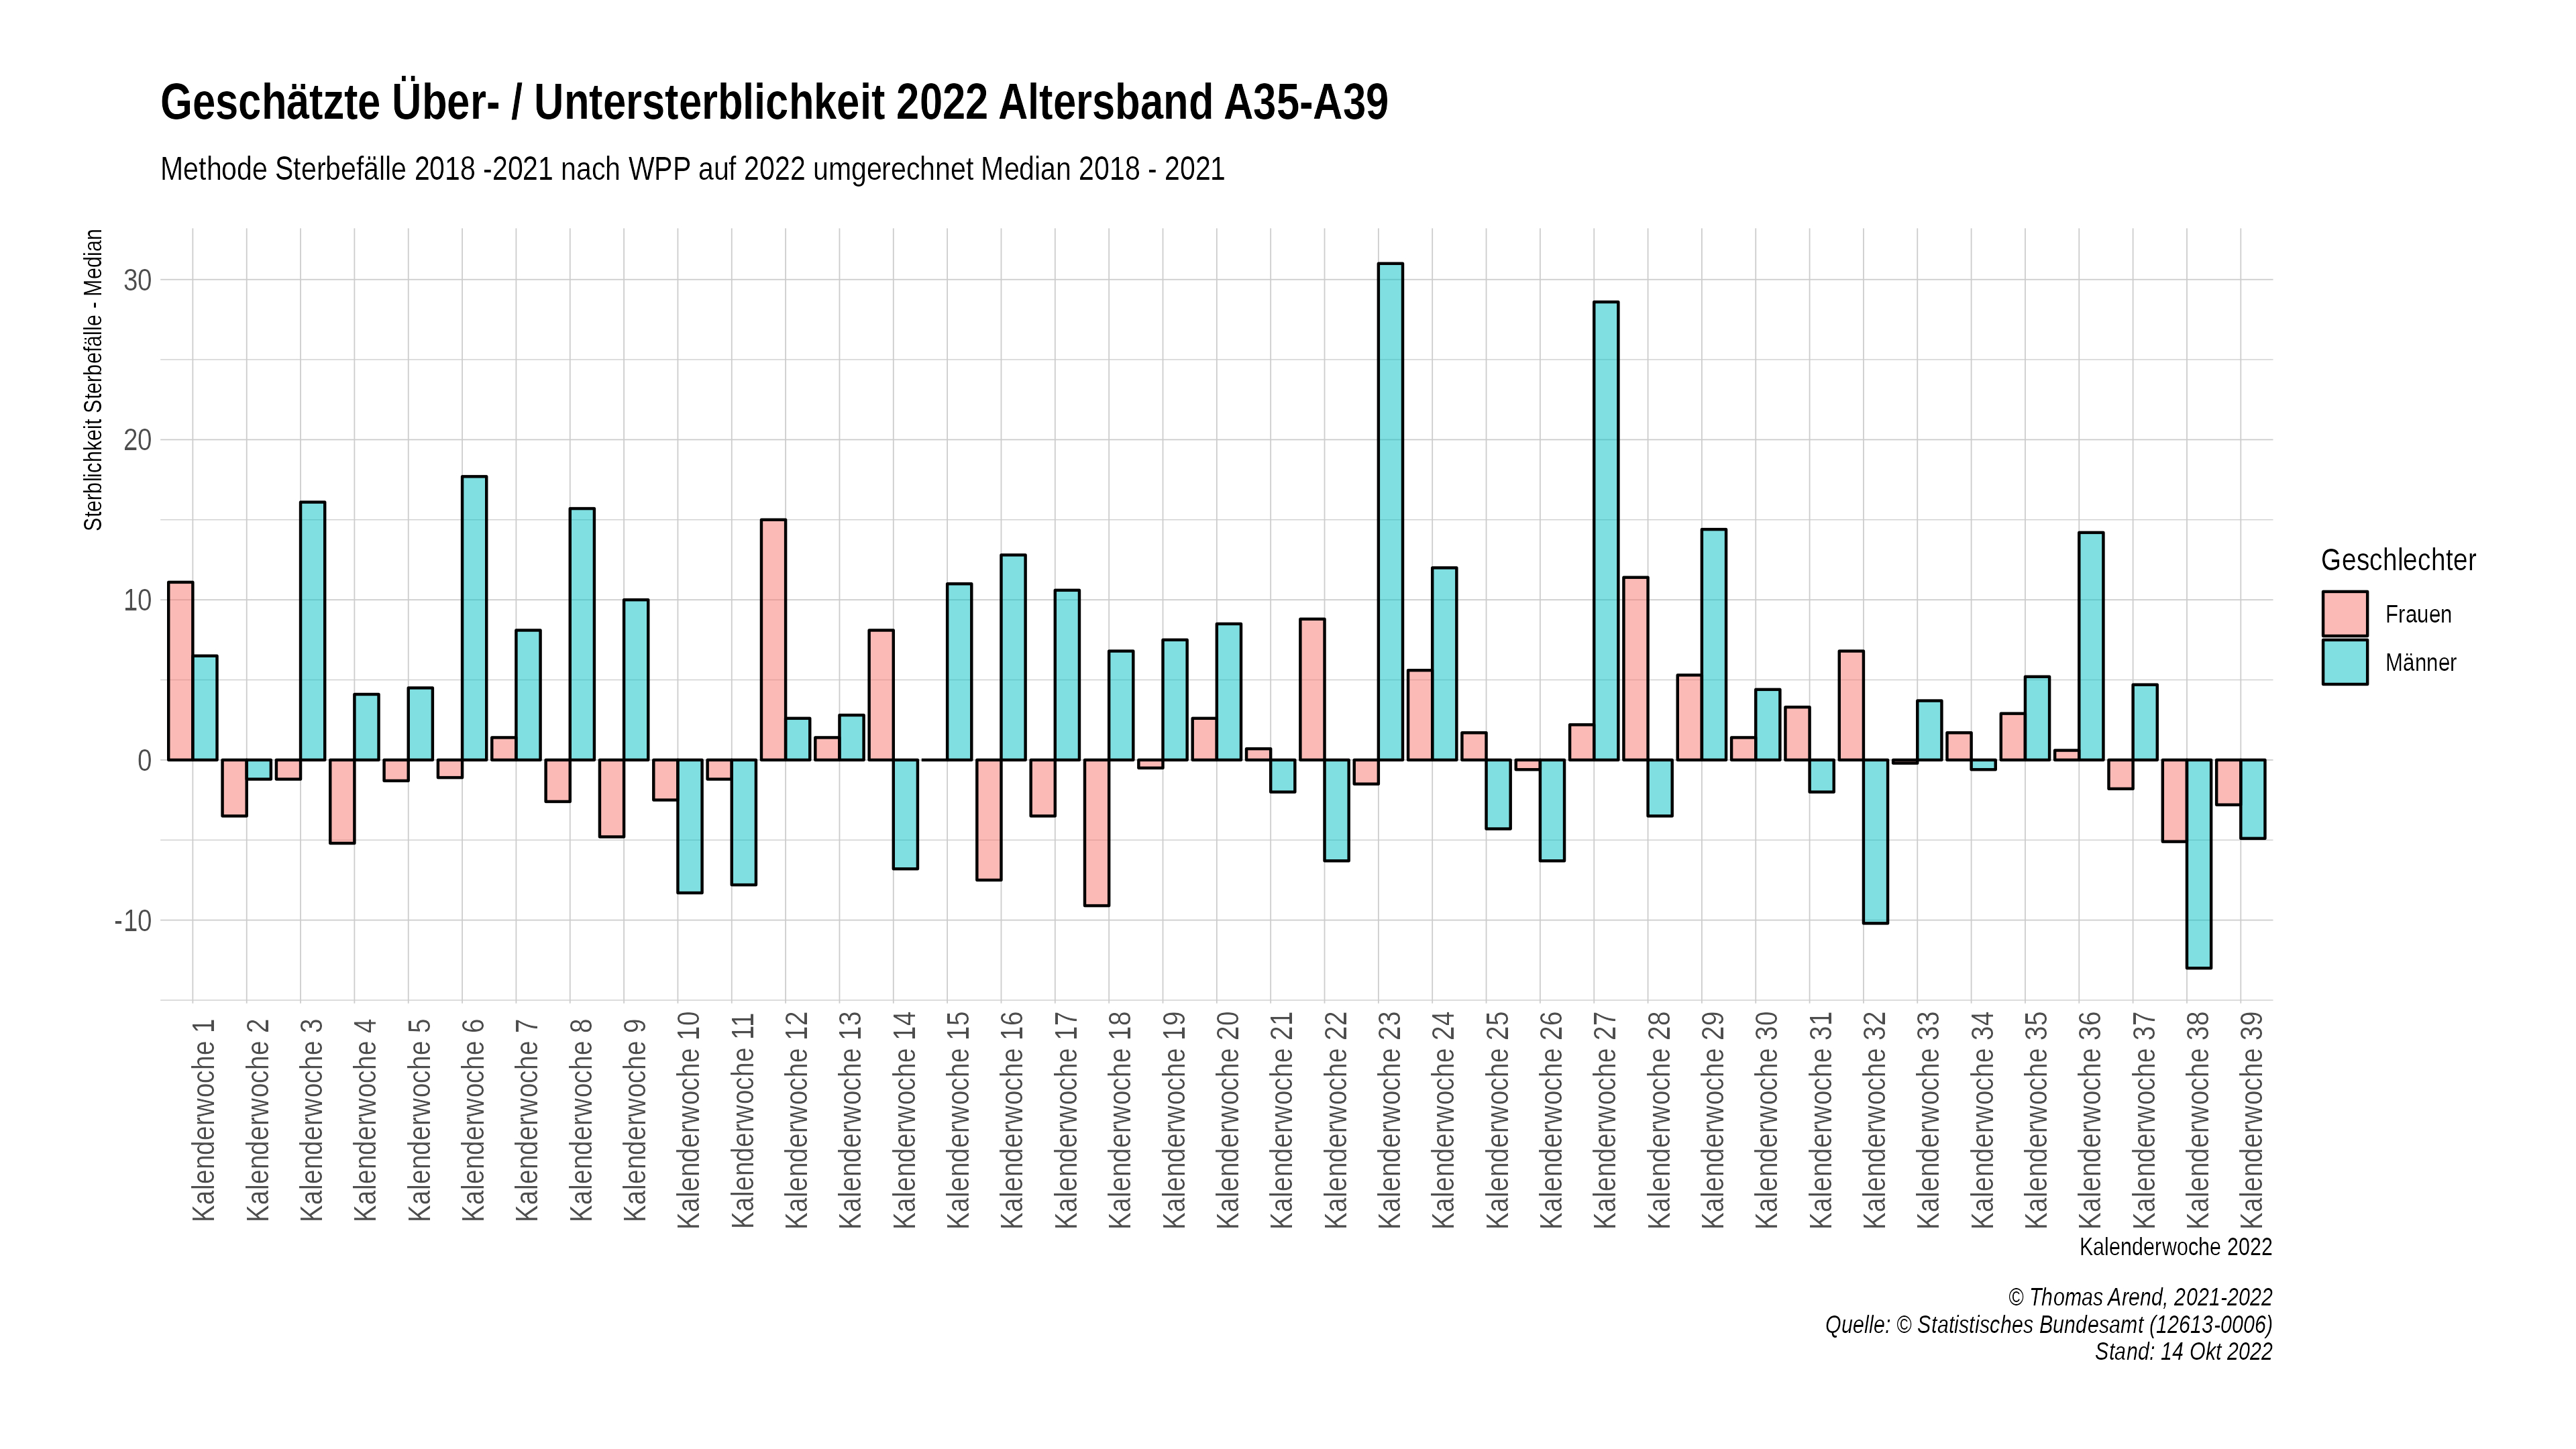 Geschätzte Über- / Untersterblichkeit 2022 Altersband A35-A39
Methode Sterbefälle 2018 -2021 nach WPP auf 2022 umgerechnet Median 2018 - 2021
Sterblichkeit Sterbefälle - Median
30
20
10
0
-10
Geschlechter
Frauen
Männer
Kalenderwoche 1
Kalenderwoche 2
Kalenderwoche 3
Kalenderwoche 4
Kalenderwoche 5
Kalenderwoche 6
Kalenderwoche 7
Kalenderwoche 8
Kalenderwoche 9
Kalenderwoche 10
Kalenderwoche 11
Kalenderwoche 12
Kalenderwoche 13
Kalenderwoche 14
Kalenderwoche 15
Kalenderwoche 16
Kalenderwoche 17
Kalenderwoche 18
Kalenderwoche 19
Kalenderwoche 20
Kalenderwoche 21
Kalenderwoche 22
Kalenderwoche 23
Kalenderwoche 24
Kalenderwoche 25
Kalenderwoche 26
Kalenderwoche 27
Kalenderwoche 28
Kalenderwoche 29
Kalenderwoche 30
Kalenderwoche 31
Kalenderwoche 32
Kalenderwoche 33
Kalenderwoche 34
Kalenderwoche 35
Kalenderwoche 36
Kalenderwoche 37
Kalenderwoche 38
Kalenderwoche 39
Kalenderwoche 2022
© Thomas Arend, 2021-2022
Quelle: © Statistisches Bundesamt (12613-0006)
Stand: 14 Okt 2022